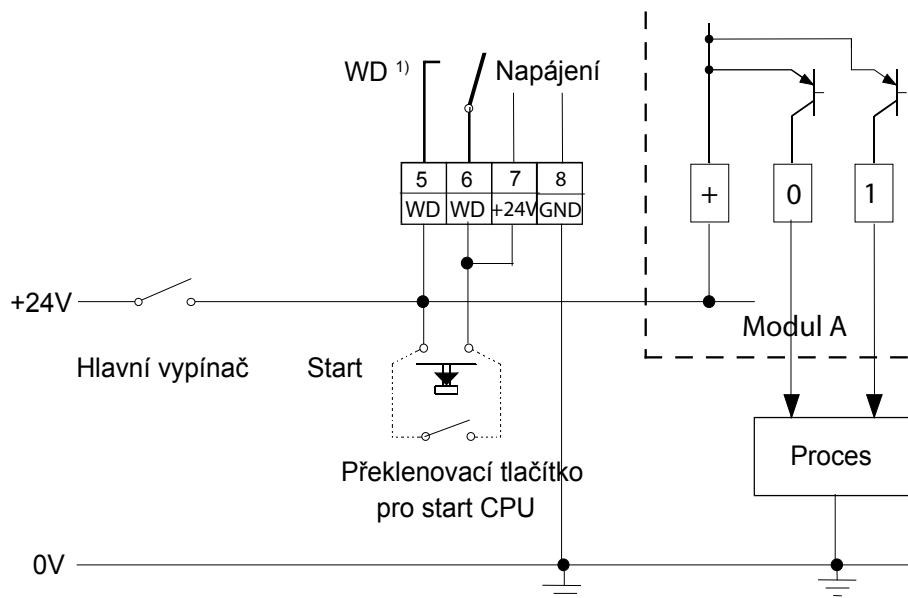 WD 1)
Napájení
5 6 7 8
WD WD +24V GND
+ 0 1
+24V
Modul A
Hlavní vypínač
Start
Překlenovací tlačítko
pro start CPU
Proces
0V